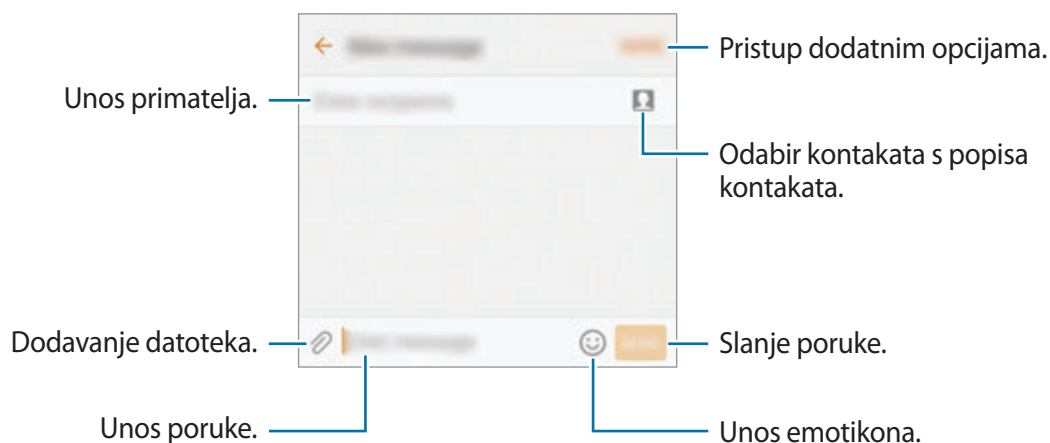 Pristup dodatnim opcijama.
Unos primatelja.
Odabir kontakata s popisa
kontakata.
Dodavanje datoteka.
Slanje poruke.
Unos poruke.
Unos emotikona.